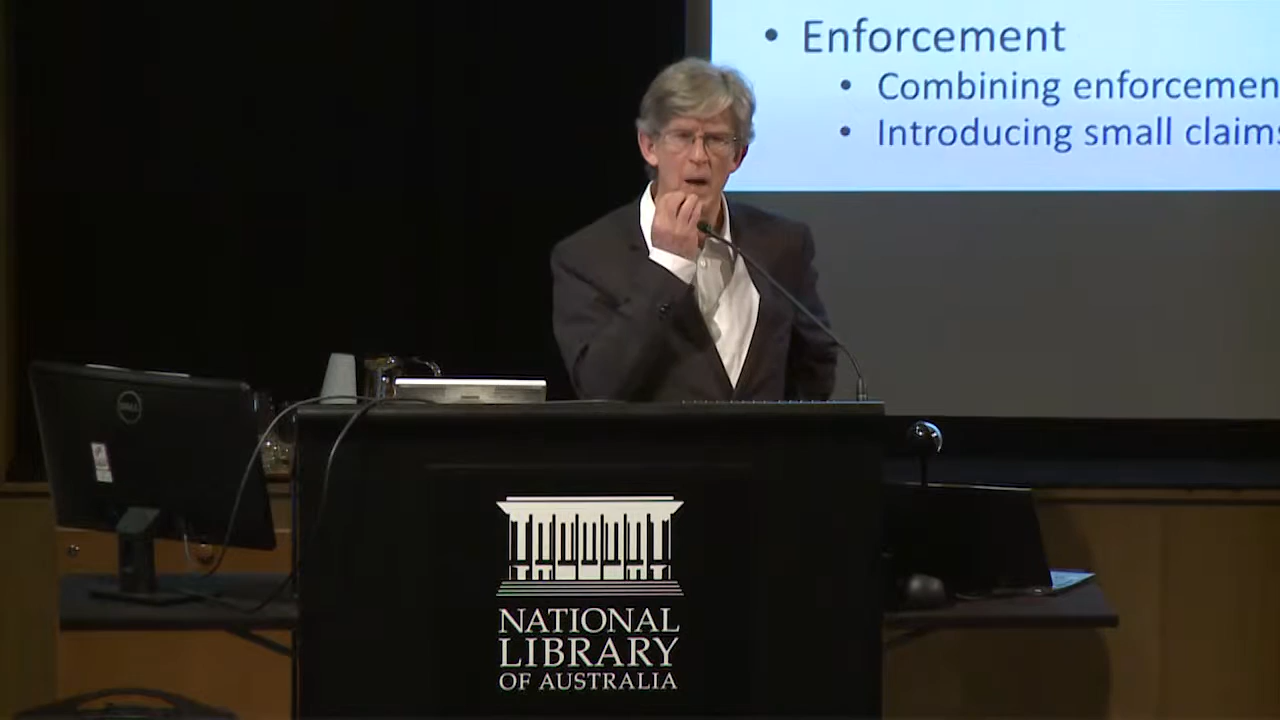 • Enforcement
• Combining enforcemen
• Introducing small claims
DELL
NATIONAL
LIBRARY
OF AUSTRALIA